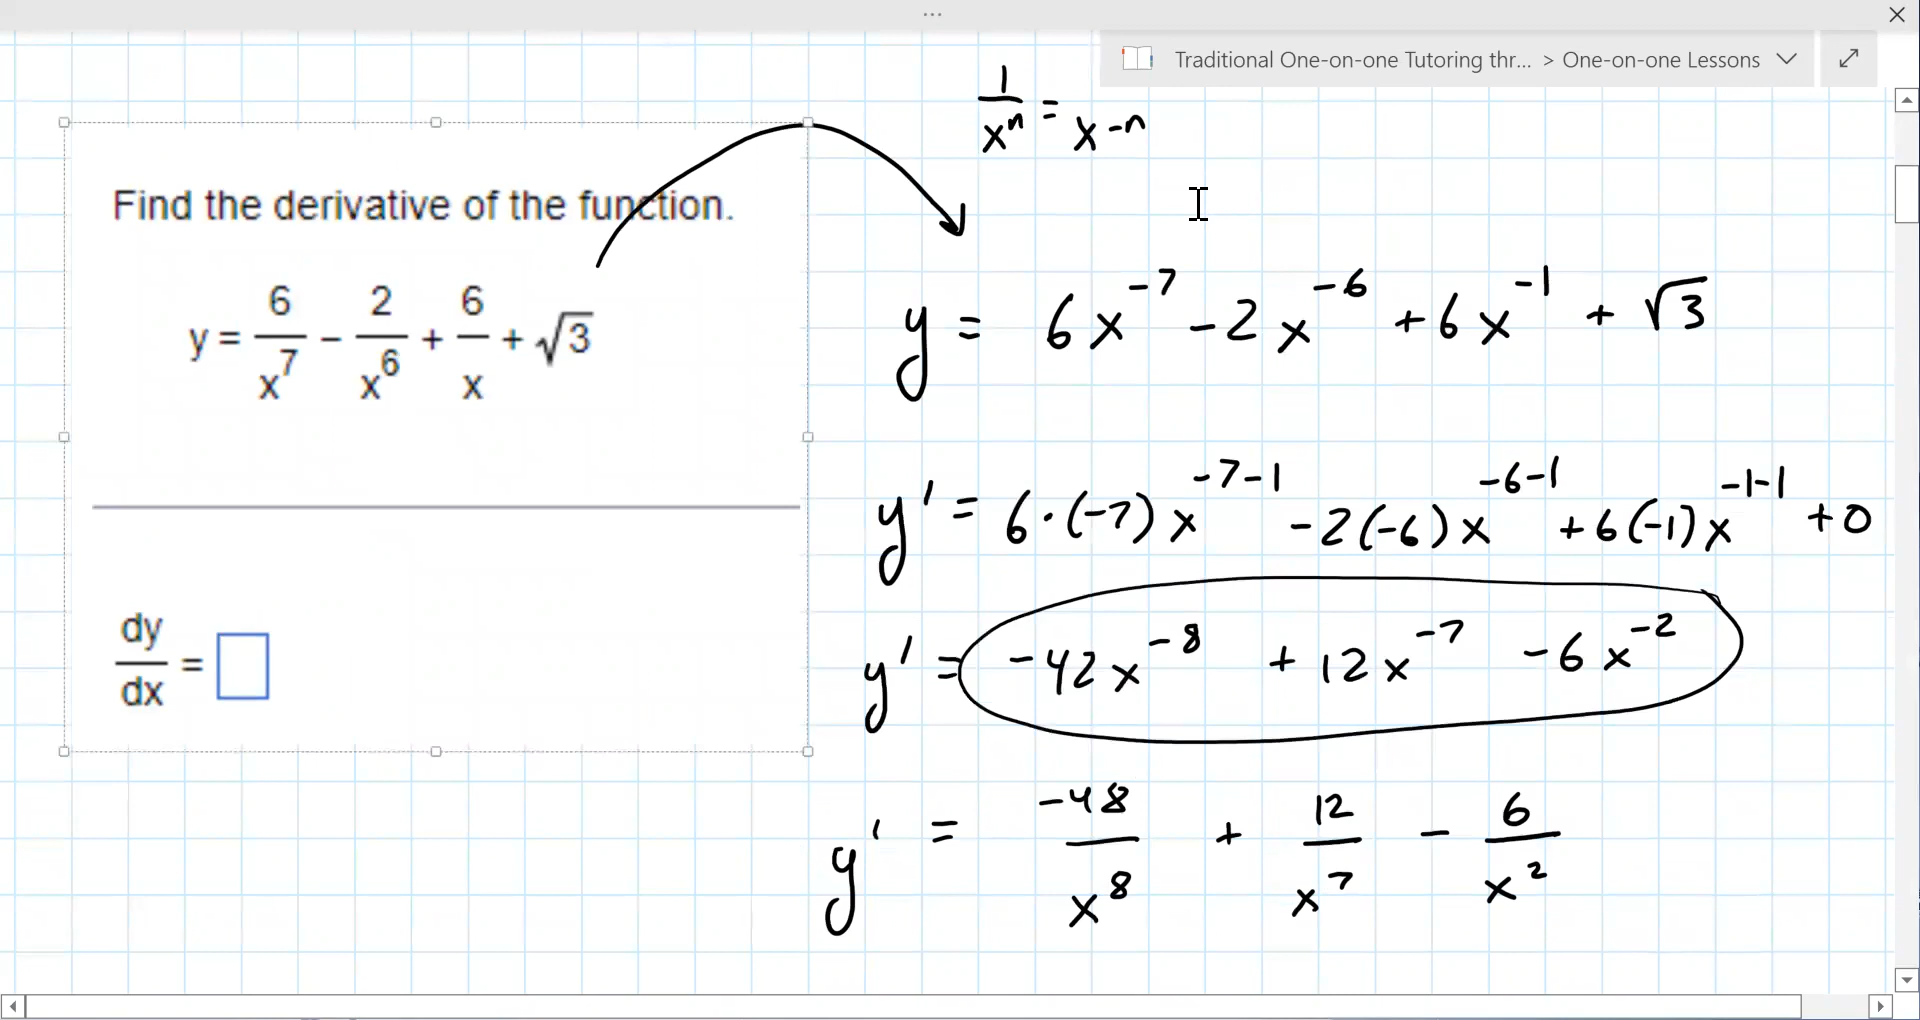 Traditional One-on-one Tutoring thr... > One-on-one Lessons
1/xⁿ = x⁻ⁿ
Find the derivative of the function.
y = 6/x⁷ − 2/x⁶ + 6/x + √3
dy/dx =
y = 6x⁻⁷ − 2x⁻⁶ + 6x⁻¹ + √3
y' = 6·(−7)x⁻⁷⁻¹ − 2(−6)x⁻⁶⁻¹ + 6(−1)x⁻¹⁻¹ + 0
y' = −42x⁻⁸ + 12x⁻⁷ − 6x⁻²
y' = −48/x⁸ + 12/x⁷ − 6/x²